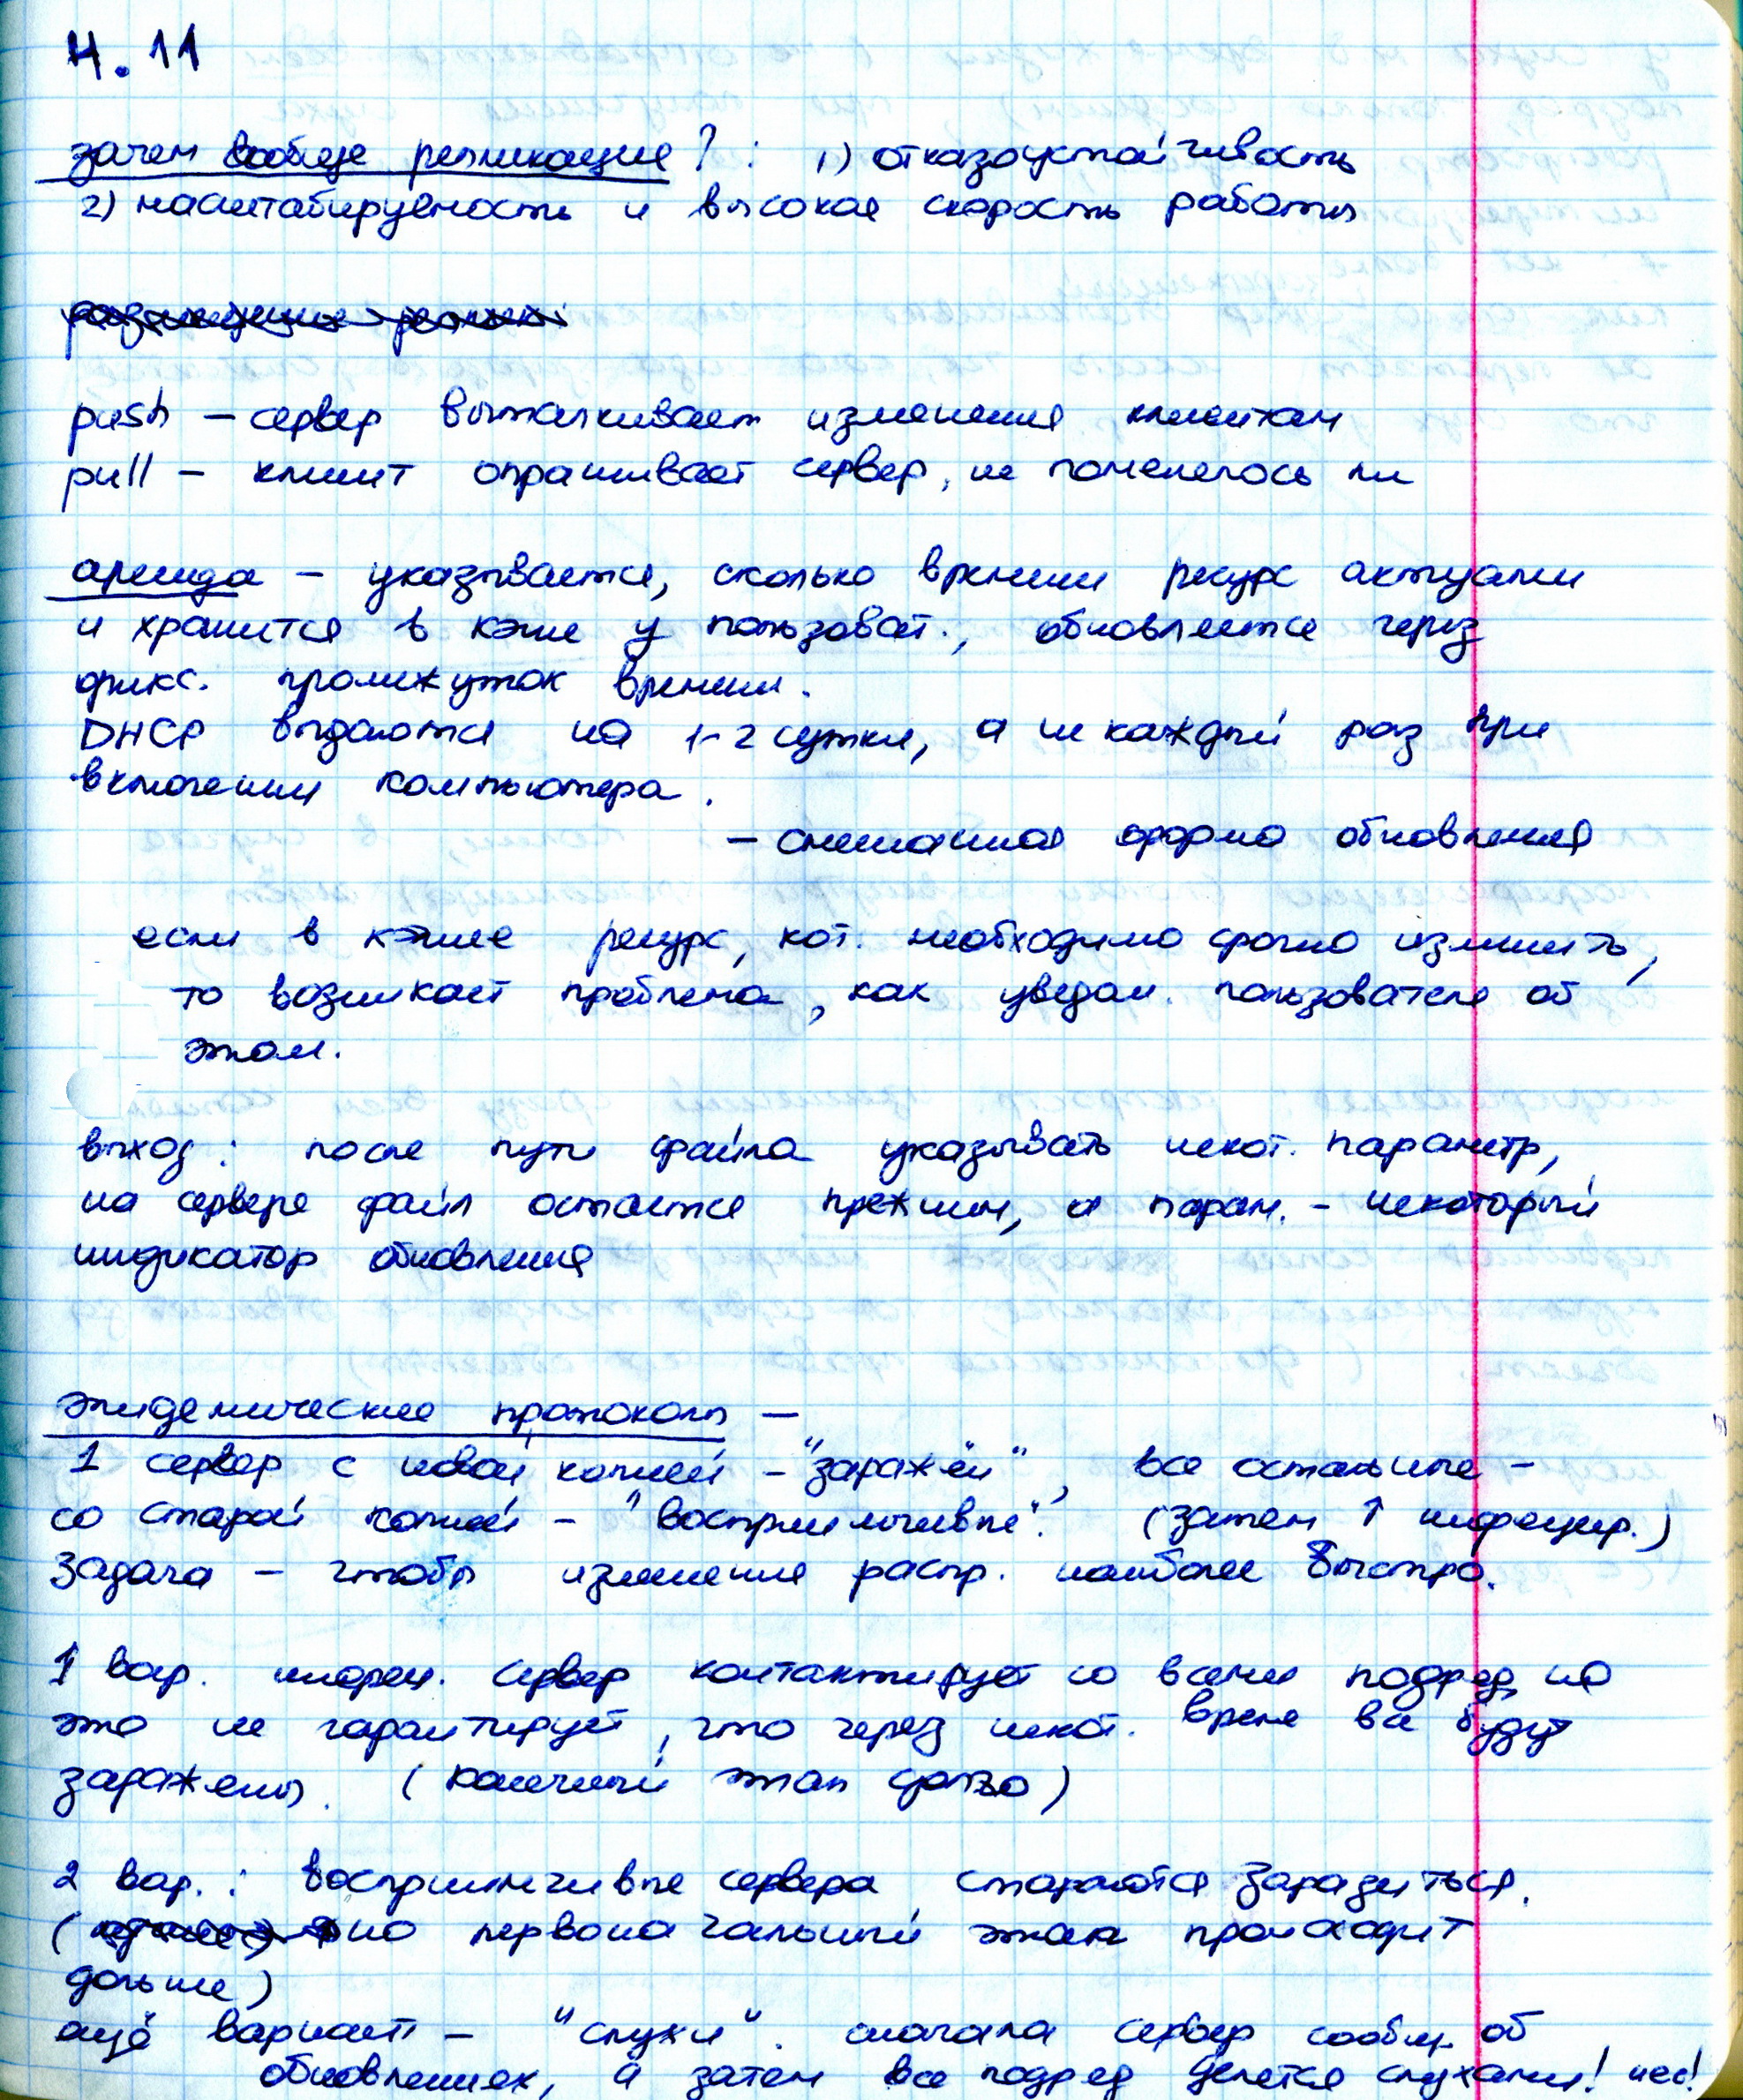 Ч. 11
зачем вообще репликация? : 1) отказоустойчивость
2) масштабируемость и высокая скорость работы
push – сервер выталкивает изменения клиентам
pull – клиент опрашивает сервер, не поменялось ли
аренда – указывается, сколько времени ресурс актуален
и хранится в кэше у пользоват., обновляется через
фикс. промежуток времени.
DHCP выдаются на 1-2 сутки, а не каждый раз при
включении компьютера.
– смешанная форма обновления
если в кэше ресурс, кот. необходимо срочно изменить,
то возникает проблема, как уведом. пользователя об
этом.
выход: после пути файла указывать некот. параметр,
на сервере файл остается прежним, а парам. - некоторый
индикатор обновления
эпидемические протоколы –
1 сервер с новой копией – "заражён", все остальные –
со старой копией – "восприимчивые". (затем ↑ инфецир.)
Задача – чтобы изменение распр. наиболее быстро.
1 вар. инфец. сервер контактирует со всеми подряд, но
это не гарантирует, что через некот. время все будут
заражены. (конечный этап долго)
2 вар. : восприимчивые сервера стараются заразиться.
( но первоначальный этап происходит
дольше)
ещё вариант – "слухи". сначала сервер сообщ. об
обновлениях, а затем все подряд делятся слухами!